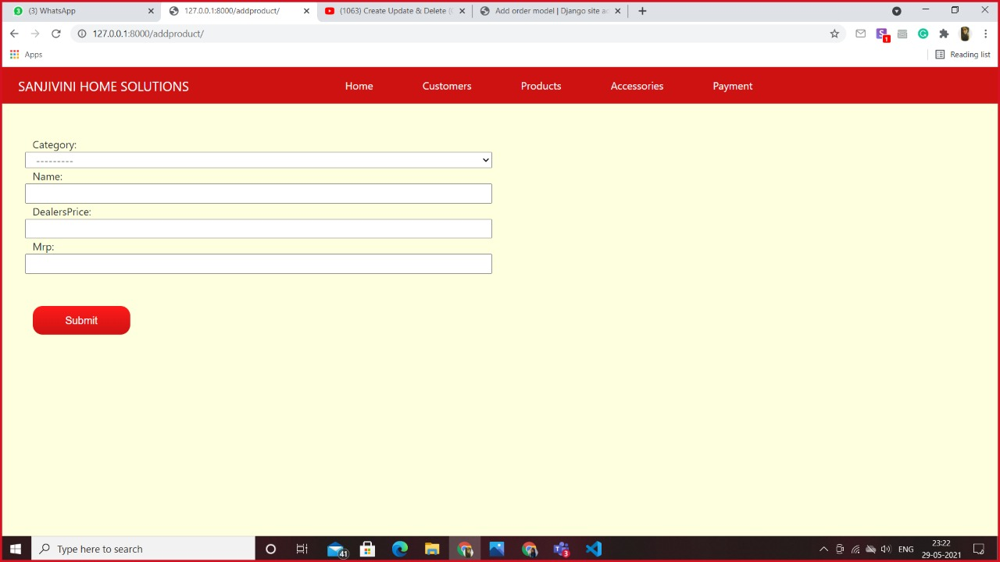 (3) WhatsApp
127.0.0.1:8000/addproduct/
(1063) Create Update & Delete (
Add order model | Django site ad
127.0.0.1:8000/addproduct/
1
Apps
Reading list
SANJIVINI HOME SOLUTIONS
Home
Customers
Products
Accessories
Payment
Category:
---------
Name:
DealersPrice:
Mrp:
Submit
Type here to search
41
3
ENG
23:22
29-05-2021